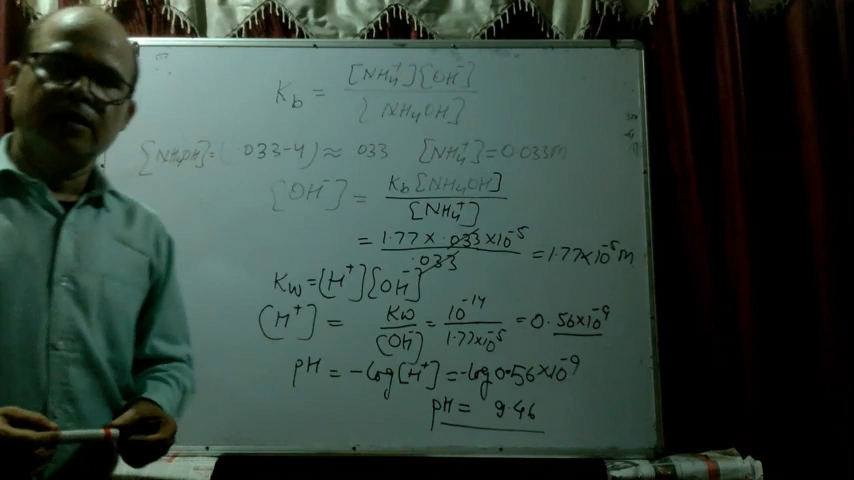 Kb = [NH4+][OH-] / [NH4OH]
[NH4OH] = (.033-y) ≈ 033 [NH4+] = 0.033M
[OH-] = Kb[NH4OH] / [NH4+]
= 1.77 × .033 × 10^-5 / .033 = 1.77×10^-5 M
Kw = [H+][OH-]
[H+] = Kw / [OH-] = 10^-14 / 1.77×10^-5 = 0.56×10^-9
pH = -log[H+] = -log 0.56×10^-9
pH = 9.46